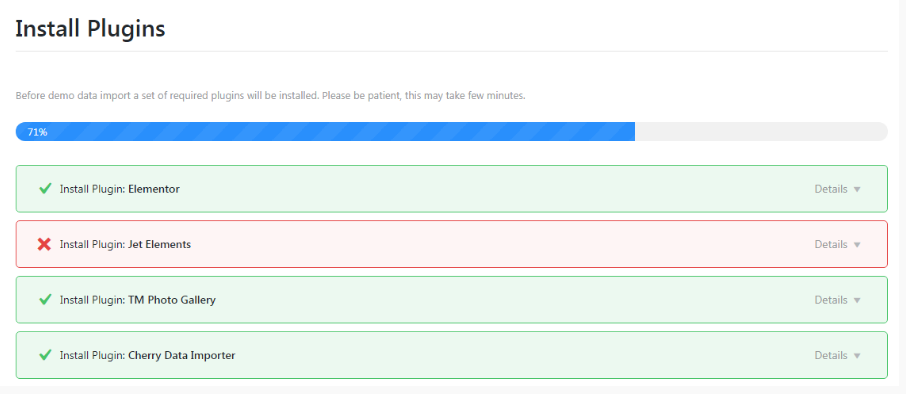 Install Plugins
Before demo data import a set of required plugins will be installed. Please be patient, this may take few minutes.
71%
Install Plugin: Elementor Details ▼
Install Plugin: Jet Elements Details ▼
Install Plugin: TM Photo Gallery Details ▼
Install Plugin: Cherry Data Importer Details ▼